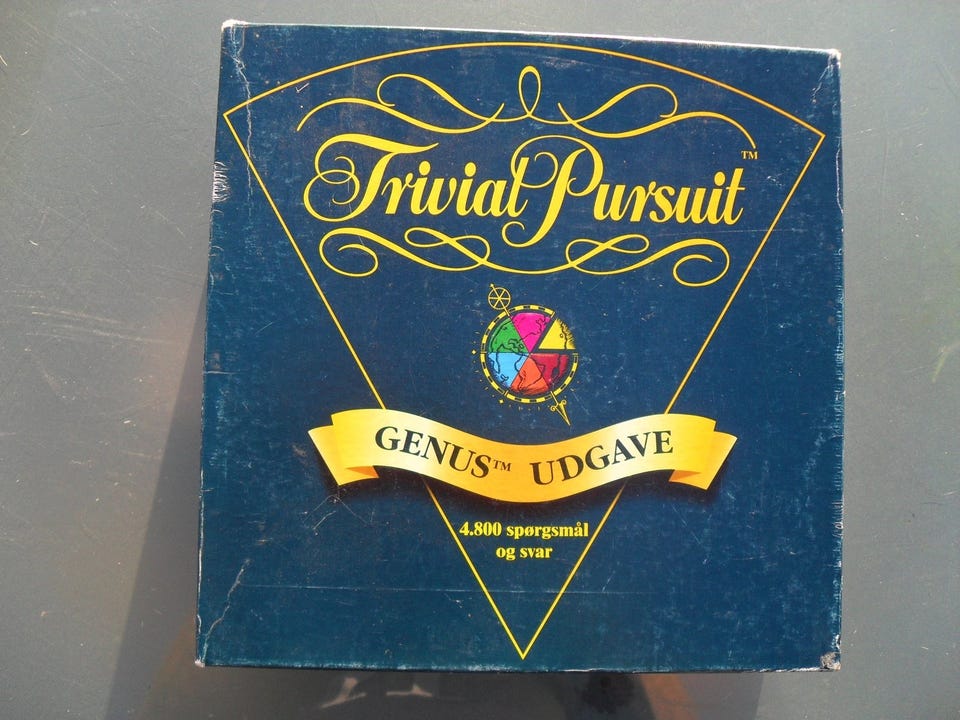 Trivial Pursuit™
GENUS™ UDGAVE
4.800 spørgsmål
og svar